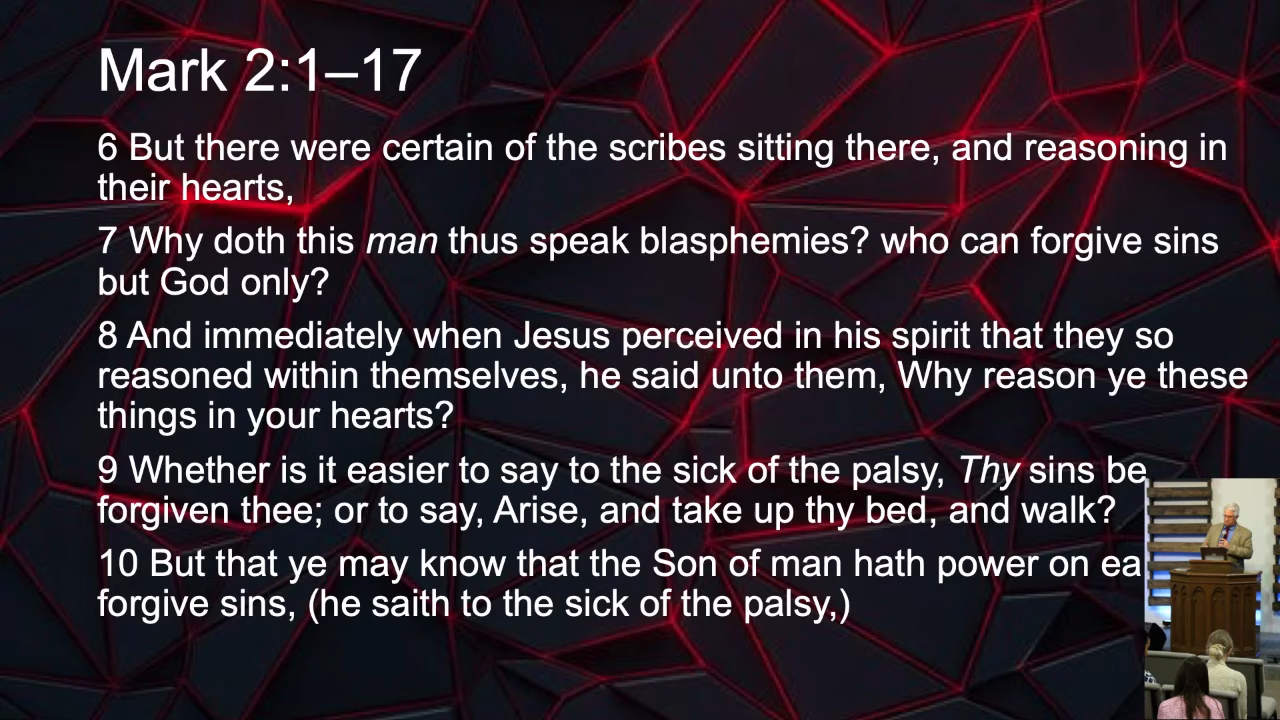 Mark 2:1–17
6 But there were certain of the scribes sitting there, and reasoning in
their hearts,
7 Why doth this man thus speak blasphemies? who can forgive sins
but God only?
8 And immediately when Jesus perceived in his spirit that they so
reasoned within themselves, he said unto them, Why reason ye these
things in your hearts?
9 Whether is it easier to say to the sick of the palsy, Thy sins be
forgiven thee; or to say, Arise, and take up thy bed, and walk?
10 But that ye may know that the Son of man hath power on ea
forgive sins, (he saith to the sick of the palsy,)